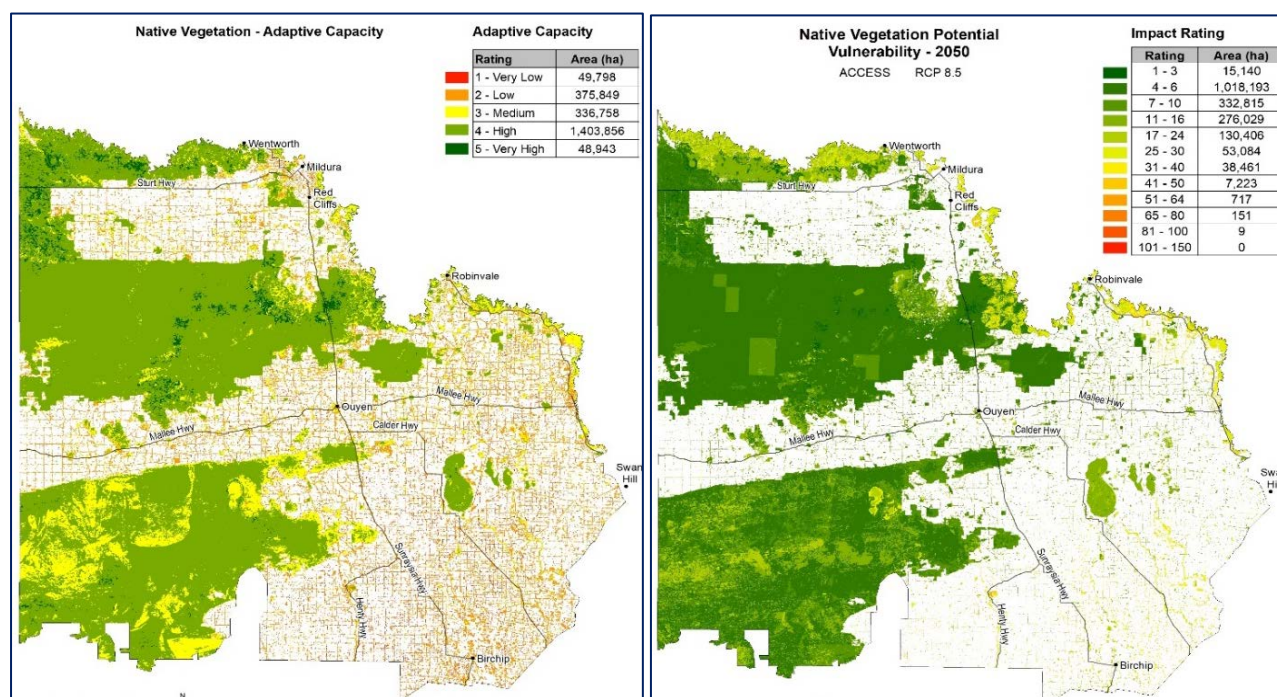 Native Vegetation - Adaptive Capacity
Adaptive Capacity
Rating Area (ha)
1 - Very Low 49,798
2 - Low 375,849
3 - Medium 336,758
4 - High 1,403,856
5 - Very High 48,943
Wentworth
Mildura
Sturt Hwy
Red
Cliffs
Robinvale
Ouyen
Mallee Hwy
Mallee Hwy
Calder Hwy
Swan
Hill
Sunraysia Hwy
Henty Hwy
Birchip
N
Native Vegetation Potential
Vulnerability - 2050
ACCESS RCP 8.5
Impact Rating
Rating Area (ha)
1 - 3 15,140
4 - 6 1,018,193
7 - 10 332,815
11 - 16 276,029
17 - 24 130,406
25 - 30 53,084
31 - 40 38,461
41 - 50 7,223
51 - 64 717
65 - 80 151
81 - 100 9
101 - 150 0
Wentworth
Mildura
Sturt Hwy
Red
Cliffs
Robinvale
Ouyen
Mallee Hwy
Mallee Hwy
Calder Hwy
Swa
Hi
Sunraysia Hwy
Henty Hwy
Birchip